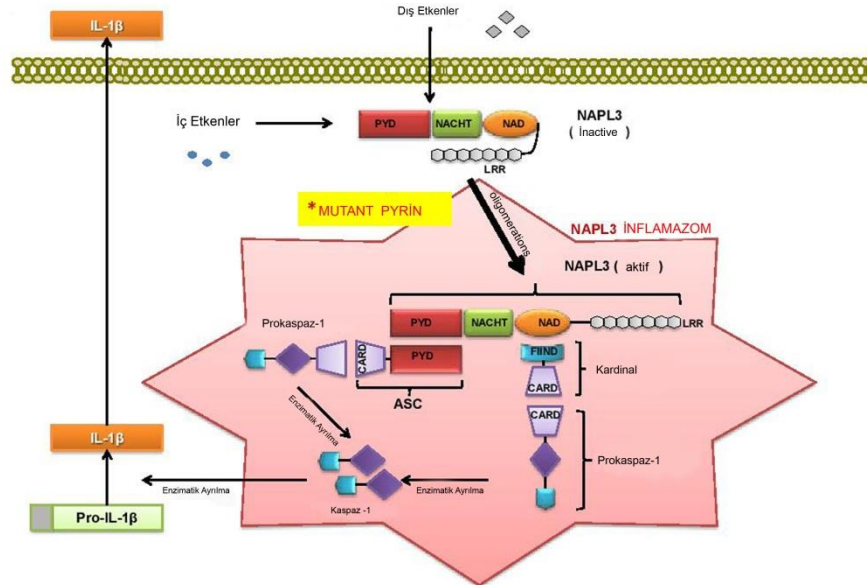 IL-1β
Dış Etkenler
İç Etkenler
PYD
NACHT
NAD
LRR
NAPL3
( İnactive )
*MUTANT PYRİN
oligomerations
NAPL3 İNFLAMAZOM
NAPL3 ( aktif )
PYD
NACHT
NAD
LRR
Prokaspaz-1
CARD
PYD
ASC
FIIND
CARD
Kardinal
CARD
Prokaspaz-1
Enzimatik Ayrılma
Enzimatik Ayrılma
Kaspaz -1
Enzimatik Ayrılma
IL-1β
Pro-IL-1β